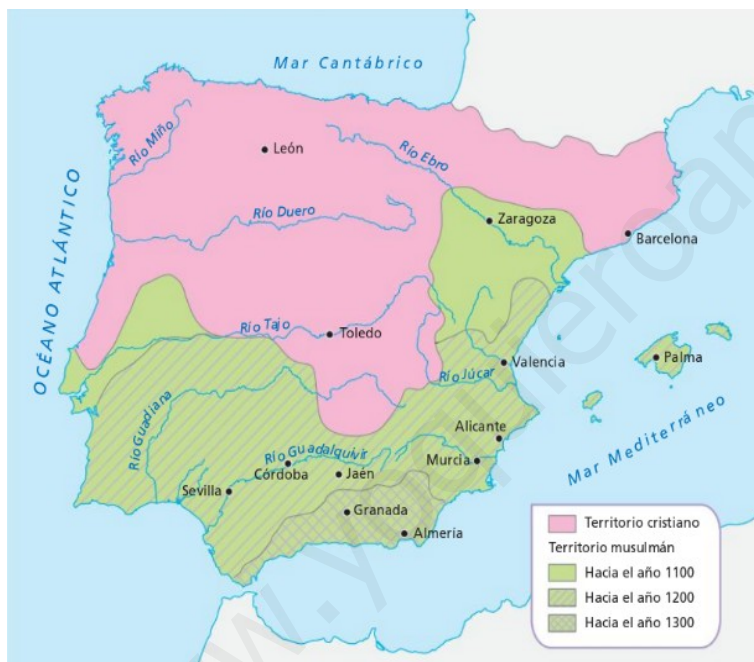 Mar Cantábrico
OCÉANO ATLÁNTICO
Río Miño
León
Río Ebro
Río Duero
Zaragoza
Barcelona
Río Tajo
Toledo
Valencia
Palma
Río Júcar
Río Guadiana
Mar Mediterráneo
Alicante
Río Guadalquivir
Murcia
Córdoba
Jaén
Sevilla
Granada
Almería
Territorio cristiano
Territorio musulmán
Hacia el año 1100
Hacia el año 1200
Hacia el año 1300